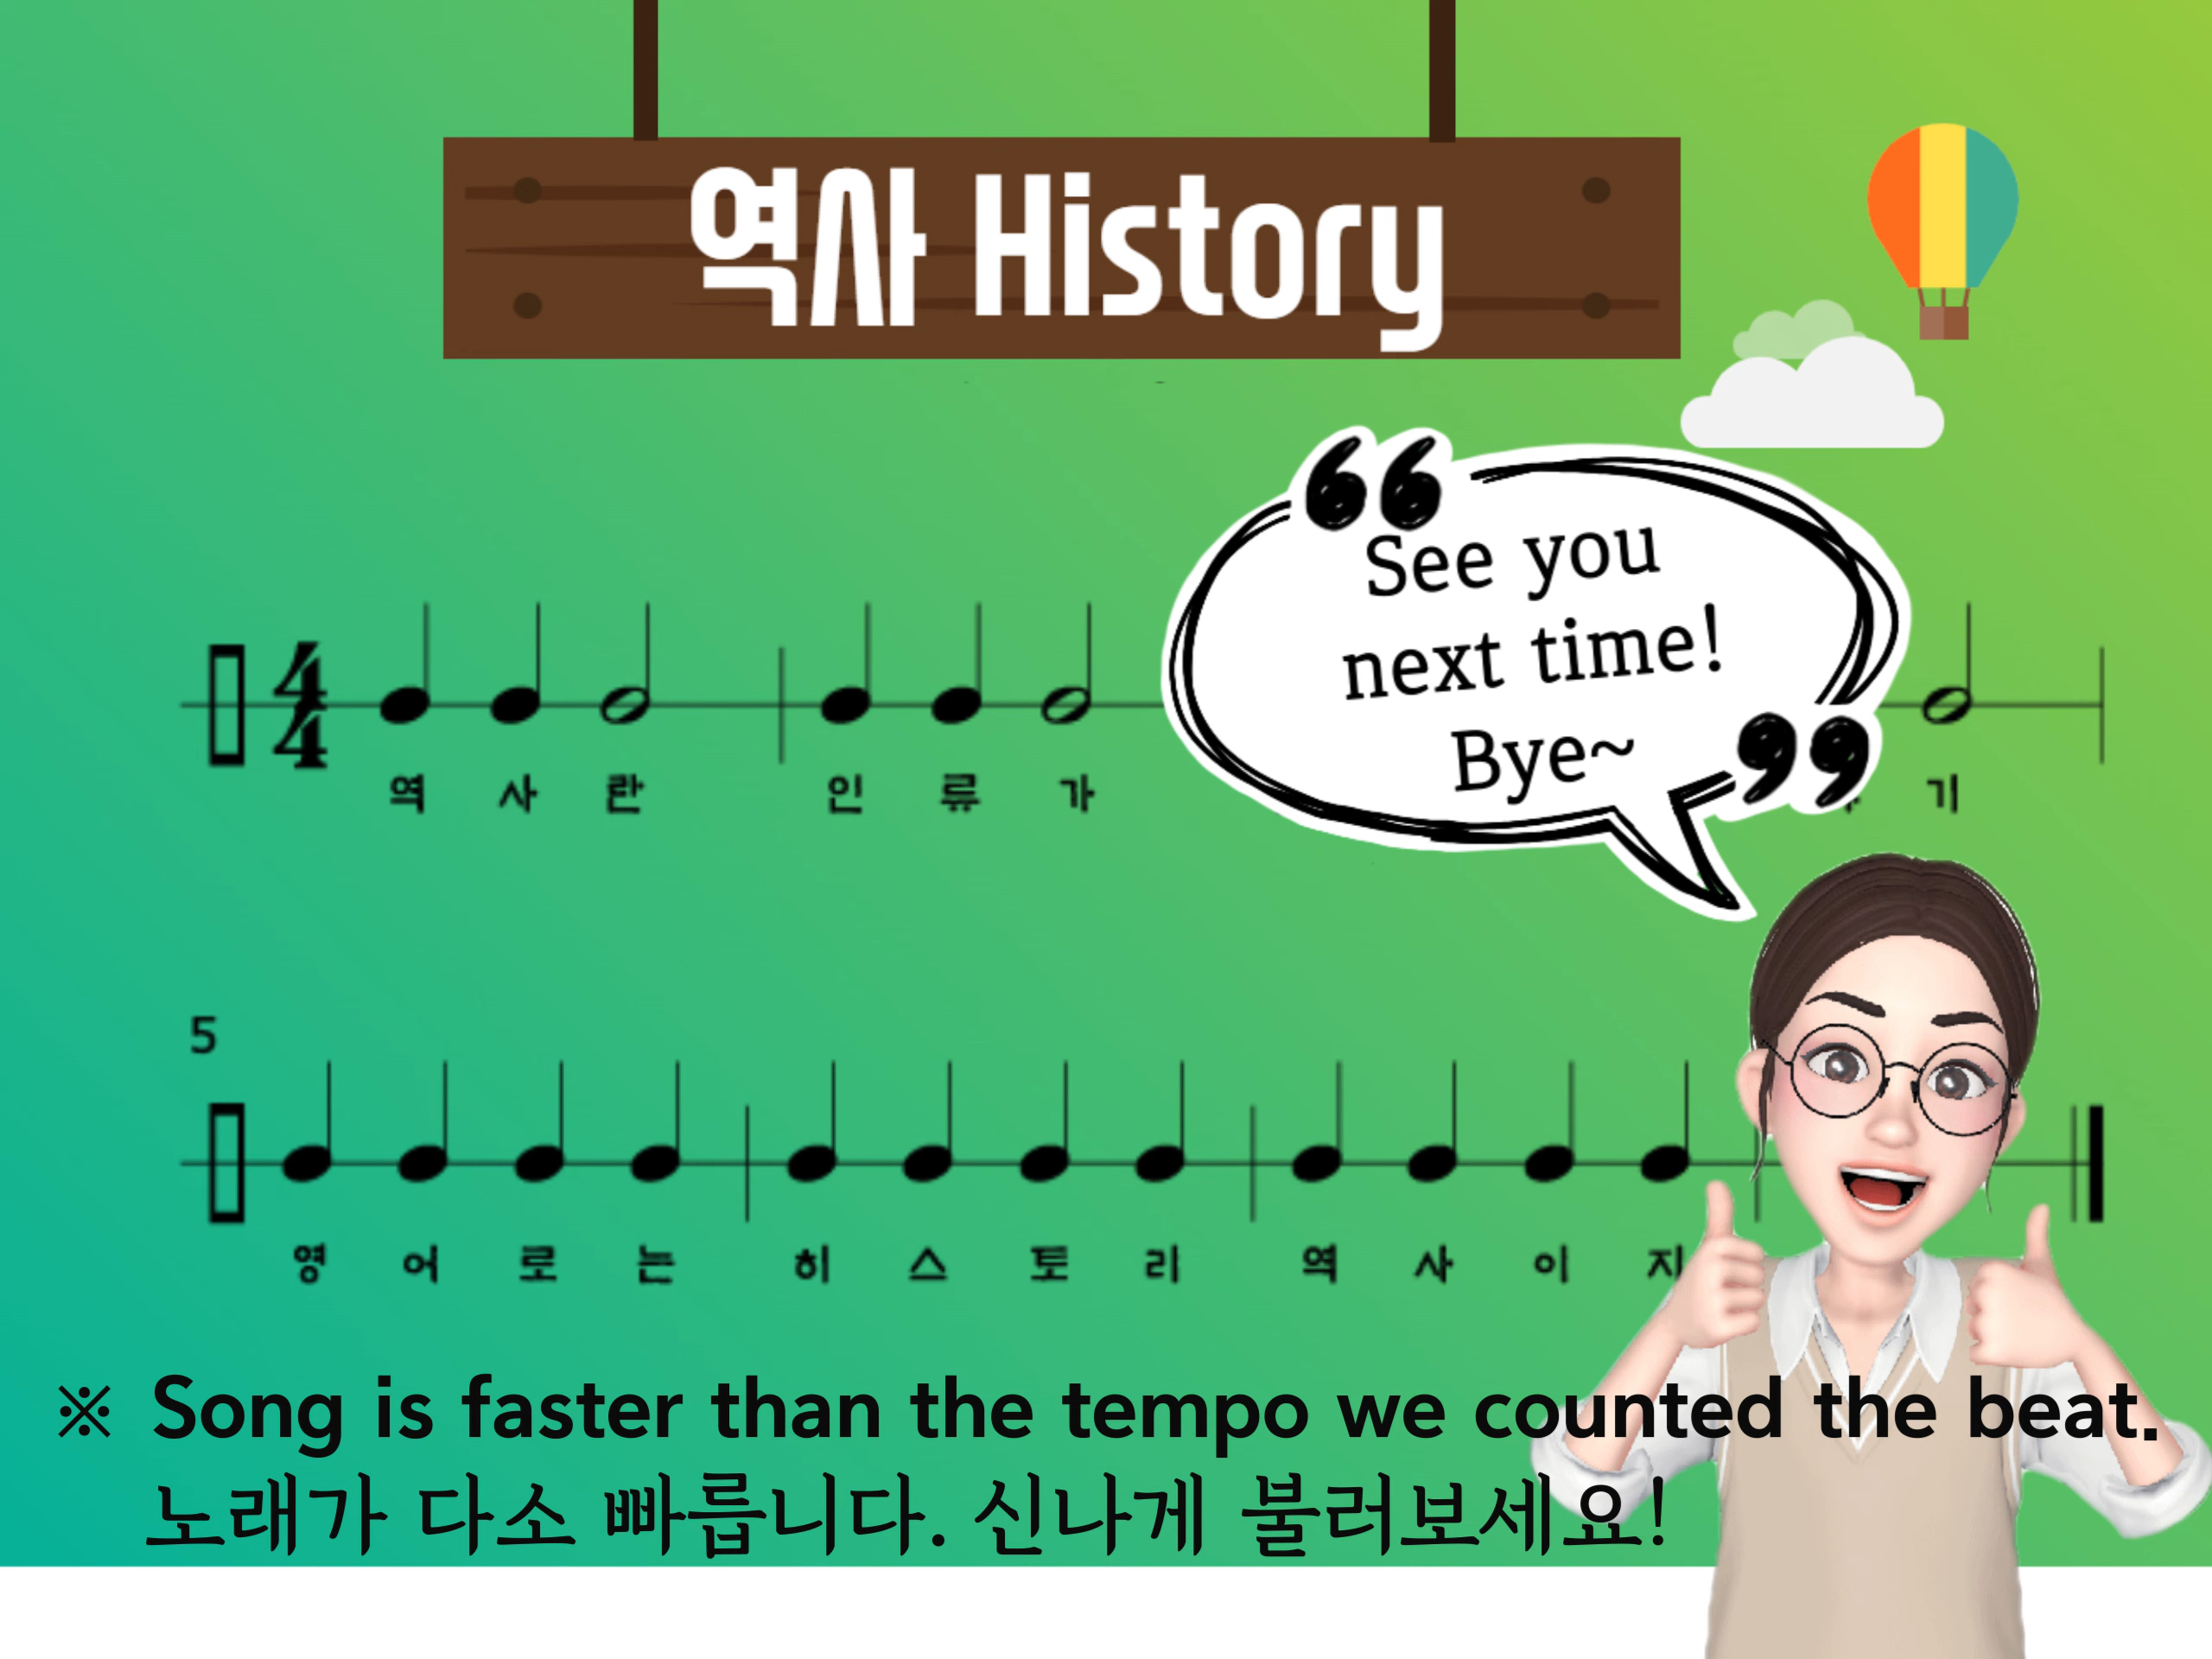 역사 History
“ See you
next time!
Bye~ ”
4
4
역 사 란 인 류 가 기
5
영 어 로 는 히 스 토 리 역 사 이 지
※ Song is faster than the tempo we counted the beat.
노래가 다소 빠릅니다. 신나게 불러보세요!